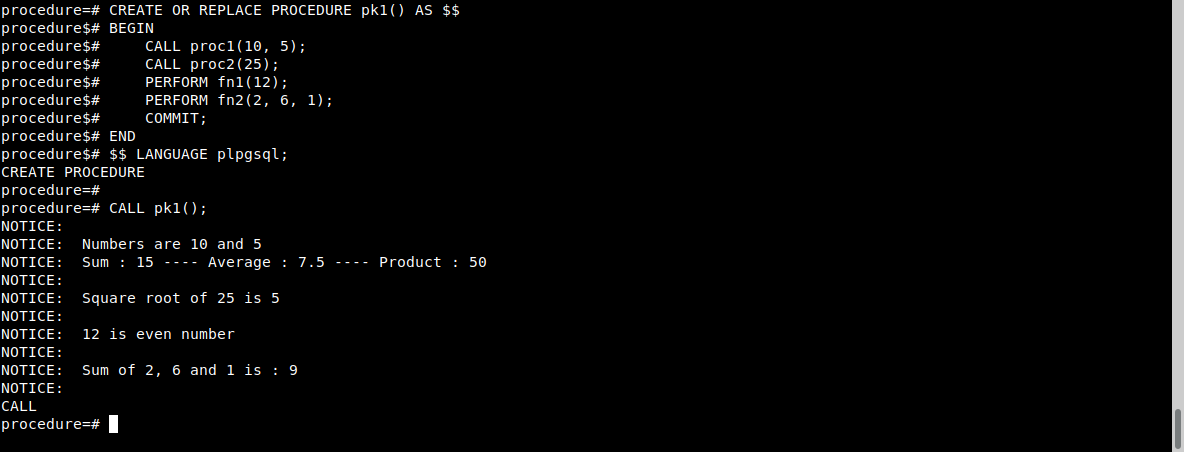 procedure=# CREATE OR REPLACE PROCEDURE pk1() AS $$
procedure$# BEGIN
procedure$#     CALL proc1(10, 5);
procedure$#     CALL proc2(25);
procedure$#     PERFORM fn1(12);
procedure$#     PERFORM fn2(2, 6, 1);
procedure$#     COMMIT;
procedure$# END
procedure$# $$ LANGUAGE plpgsql;
CREATE PROCEDURE
procedure=#
procedure=# CALL pk1();
NOTICE:
NOTICE:  Numbers are 10 and 5
NOTICE:  Sum : 15 ---- Average : 7.5 ---- Product : 50
NOTICE:
NOTICE:  Square root of 25 is 5
NOTICE:
NOTICE:  12 is even number
NOTICE:
NOTICE:  Sum of 2, 6 and 1 is : 9
NOTICE:
CALL
procedure=#